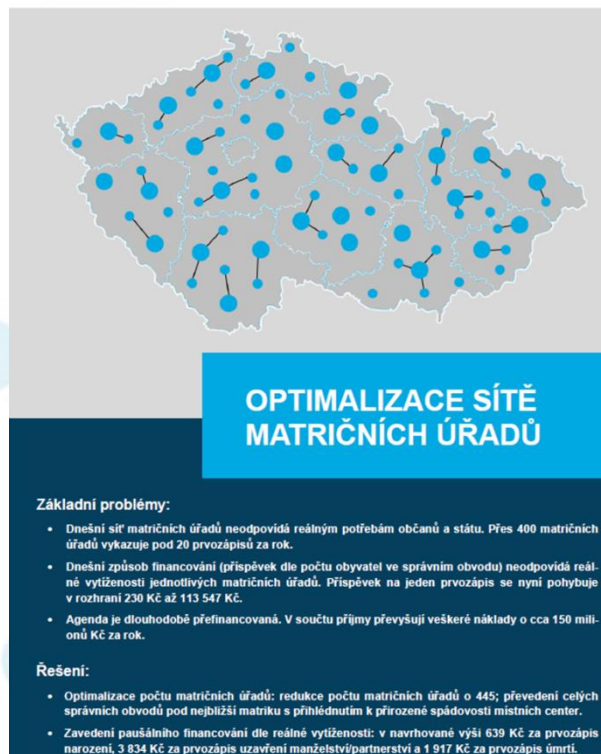 OPTIMALIZACE SÍTĚ
MATRIČNÍCH ÚŘADŮ
Základní problémy:
• Dnešní síť matričních úřadů neodpovídá reálným potřebám občanů a státu. Přes 400 matričních
úřadů vykazuje pod 20 prvozápisů za rok.
• Dnešní způsob financování (příspěvek dle počtu obyvatel ve správním obvodu) neodpovídá reál-
né vytíženosti jednotlivých matričních úřadů. Příspěvek na jeden prvozápis se nyní pohybuje
v rozhraní 230 Kč až 113 547 Kč.
• Agenda je dlouhodobě přefinancovaná. V součtu příjmy převyšují veškeré náklady o cca 150 mili-
onů Kč za rok.
Řešení:
• Optimalizace počtu matričních úřadů: redukce počtu matričních úřadů o 445; převedení celých
správních obvodů pod nejbližší matriku s přihlédnutím k přirozené spádovosti místních center.
• Zavedení paušálního financování dle reálné vytíženosti: v navrhované výši 639 Kč za prvozápis
narození, 3 834 Kč za prvozápis uzavření manželství/partnerství a 1 917 Kč za prvozápis úmrtí.